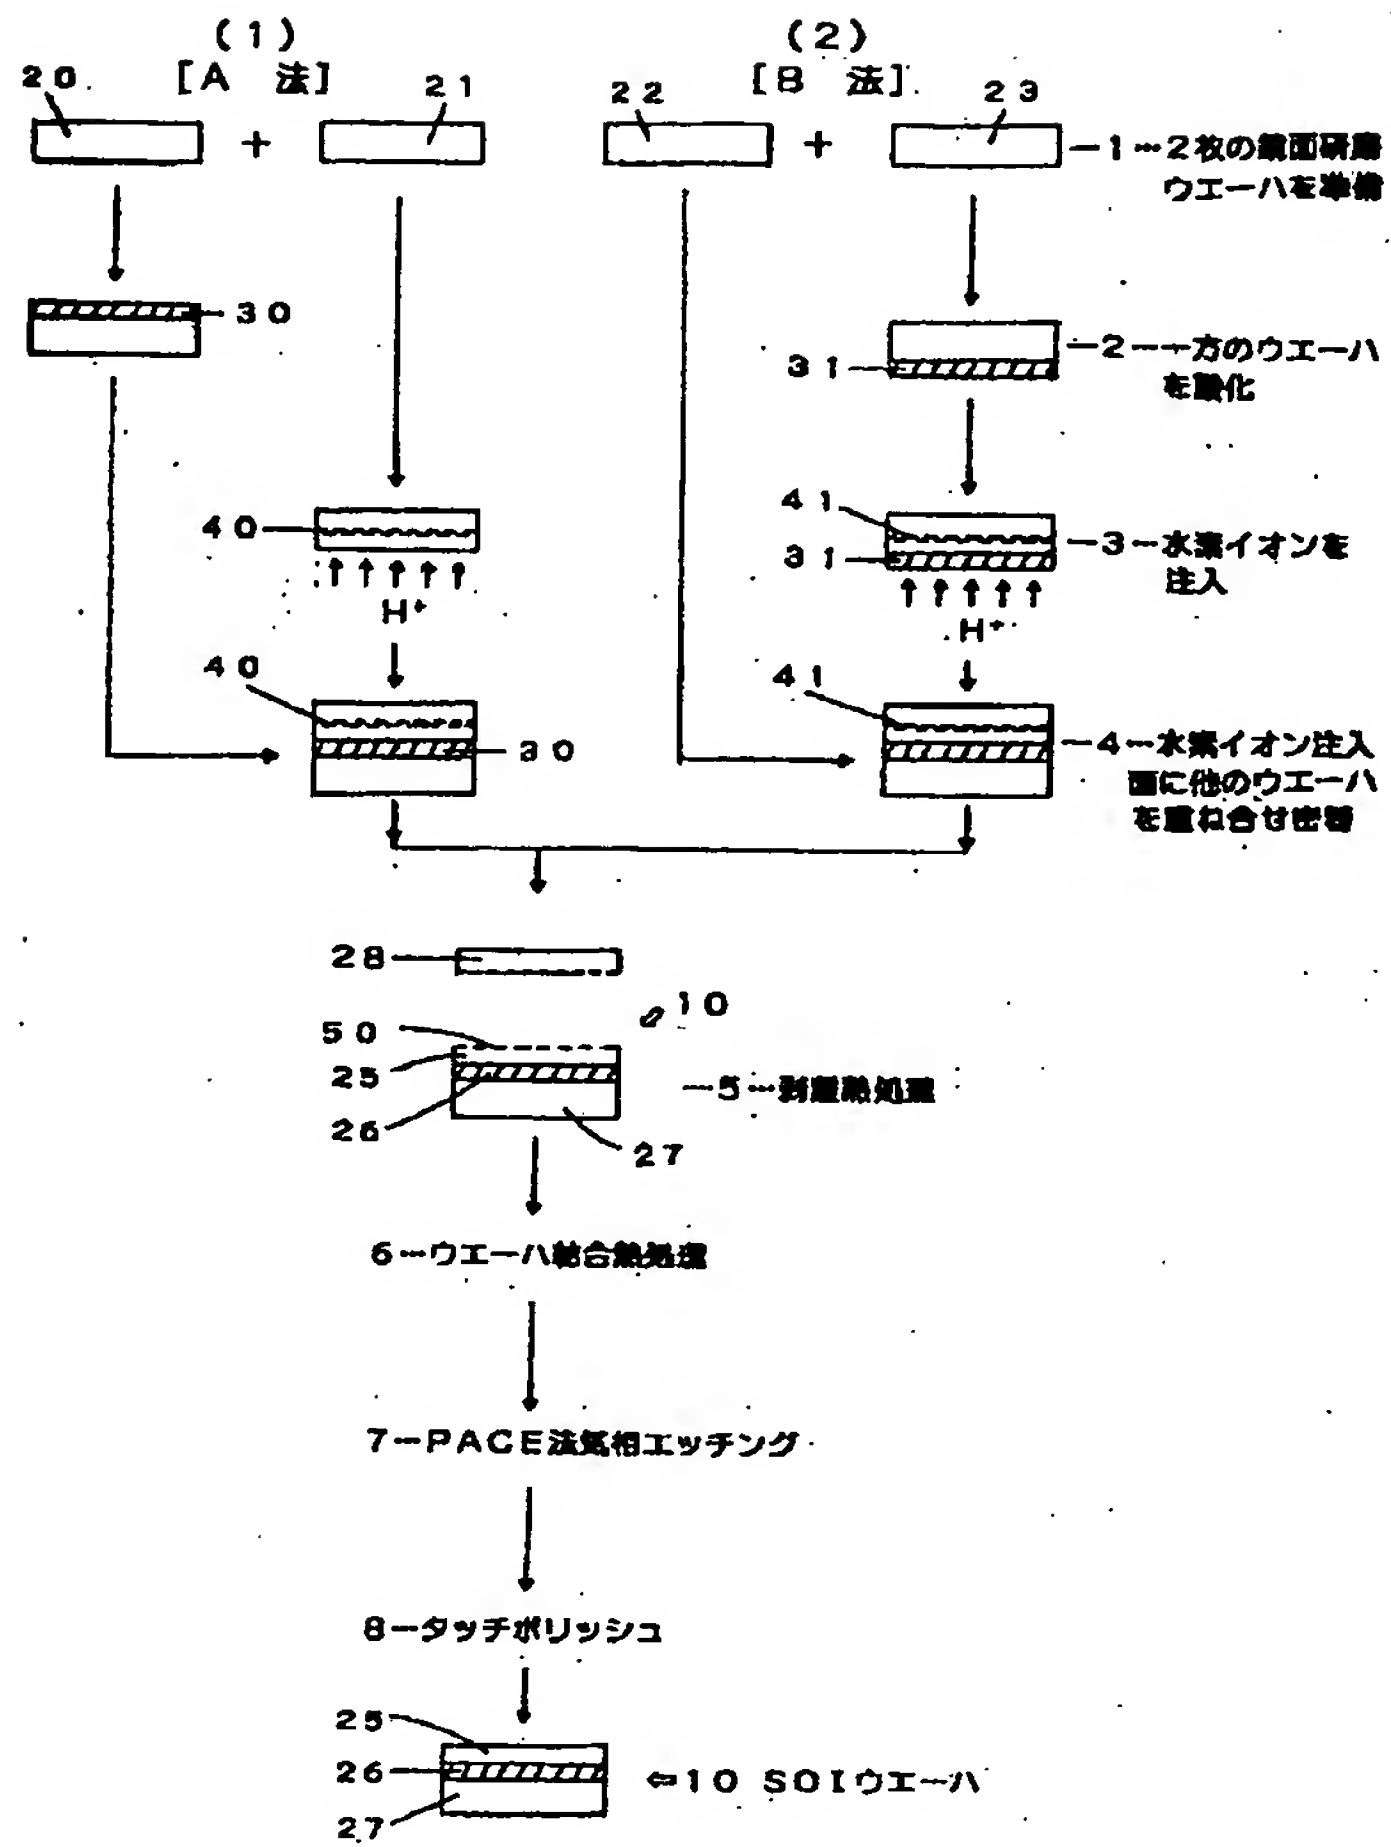 (1)
(2)
[A 法]
[B 法]
20
21
22
23
+
+
1…2枚の鏡面研磨
ウエーハを準備
30
31
2…一方のウエーハ
を酸化
40
41
31
3…水素イオンを
注入
H⁺
H⁺
40
41
30
4…水素イオン注入
面に他のウエーハ
を重ね合せ密着
28
10
50
25
26
27
5…剥離熱処理
6…ウエーハ結合熱処理
7…PACE法気相エッチング
8…タッチポリッシュ
25
26
27
⇦10 SOIウエーハ